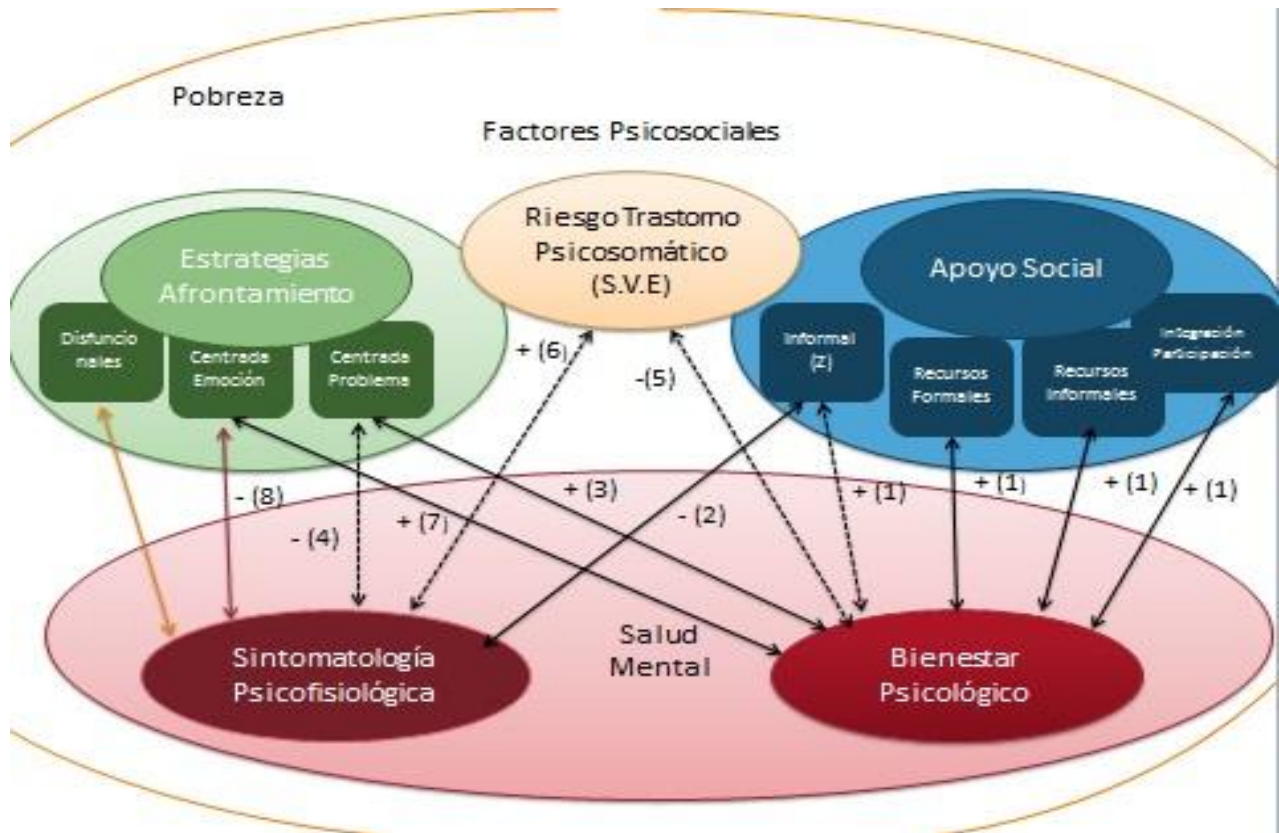 Pobreza
Factores Psicosociales
Riesgo Trastorno
Psicosomático
(S.V.E)
Estrategias
Afrontamiento
Apoyo Social
Disfuncio
nales
Centrada
Emoción
Centrada
Problema
Informal
(2)
Recursos
Formales
Recursos
Informales
Integración
Participación
+ (6)
-(5)
- (8)
- (4)
+ (7)
+ (3)
- (2)
+ (1)
+ (1)
+ (1)
+ (1)
Salud
Mental
Sintomatología
Psicofisiológica
Bienestar
Psicológico